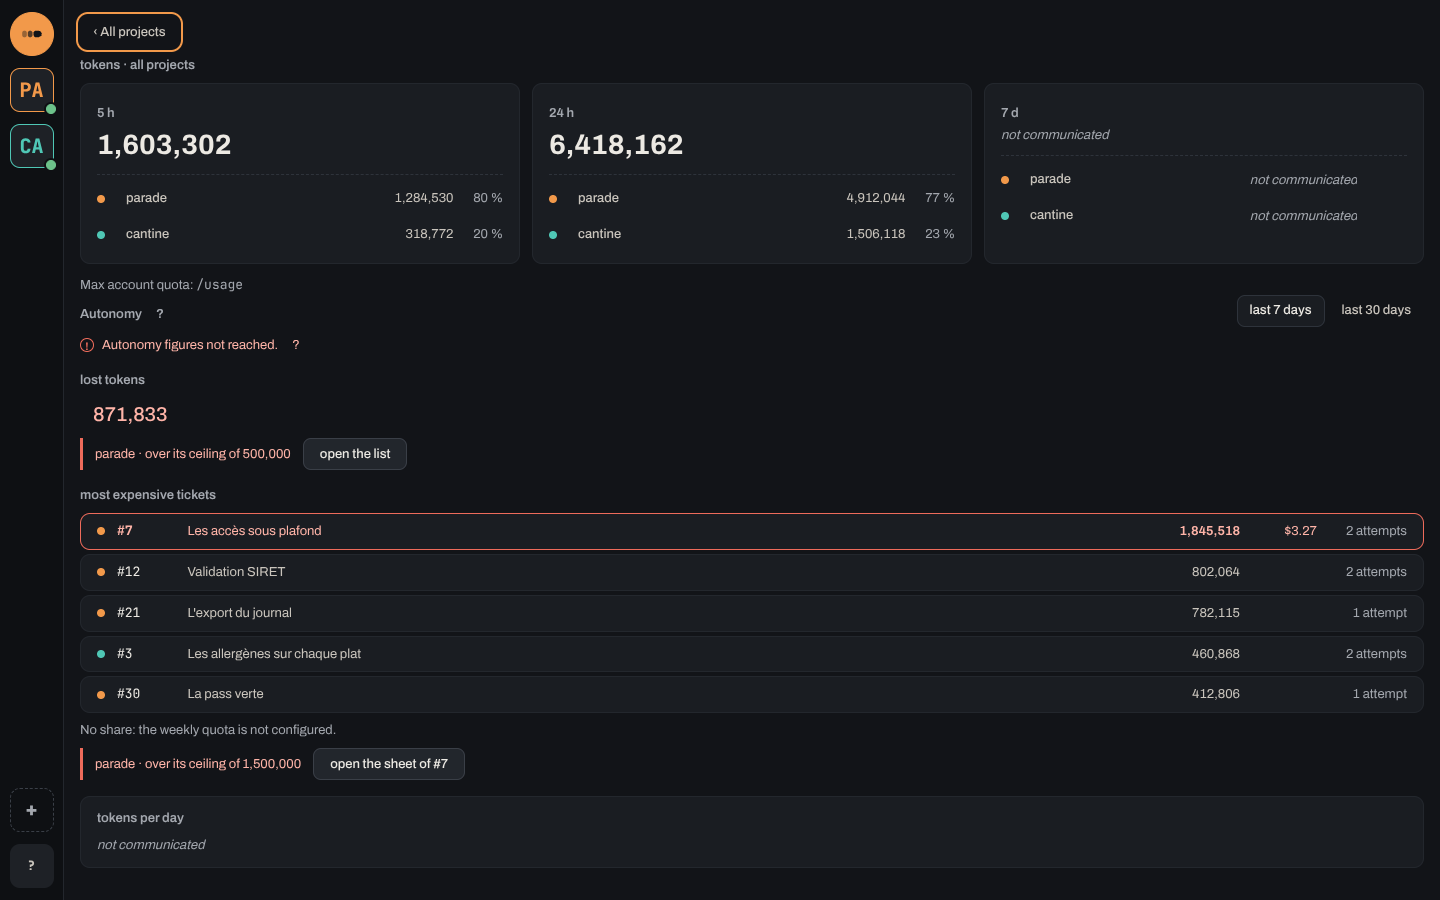 ‹ All projects
PA
CA
tokens · all projects
5 h
1,603,302
parade 1,284,530 80 %
cantine 318,772 20 %
24 h
6,418,162
parade 4,912,044 77 %
cantine 1,506,118 23 %
7 d
not communicated
parade not communicated
cantine not communicated
Max account quota: /usage
Autonomy ?
last 7 days last 30 days
Autonomy figures not reached. ?
lost tokens
871,833
parade · over its ceiling of 500,000 open the list
most expensive tickets
#7 Les accès sous plafond 1,845,518 $3.27 2 attempts
#12 Validation SIRET 802,064 2 attempts
#21 L'export du journal 782,115 1 attempt
#3 Les allergènes sur chaque plat 460,868 2 attempts
#30 La pass verte 412,806 1 attempt
No share: the weekly quota is not configured.
parade · over its ceiling of 1,500,000 open the sheet of #7
tokens per day
not communicated
+
?